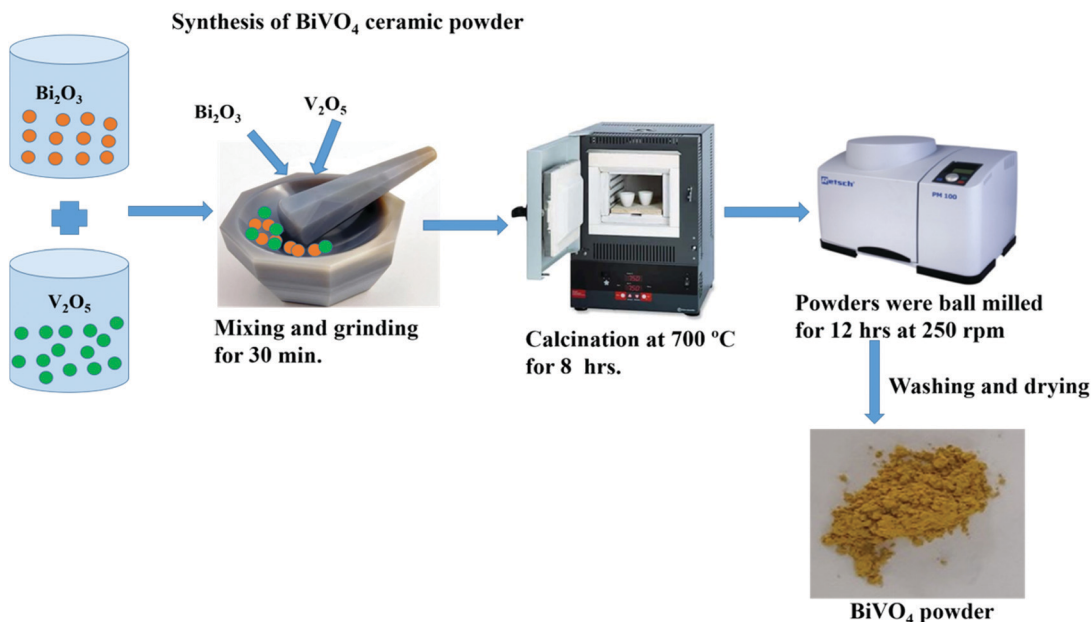 Synthesis of BiVO₄ ceramic powder
Bi₂O₃
V₂O₅
Bi₂O₃
V₂O₅
Mixing and grinding
for 30 min.
Calcination at 700 ºC
for 8 hrs.
Retsch®
PM 100
Powders were ball milled
for 12 hrs at 250 rpm
Washing and drying
BiVO₄ powder